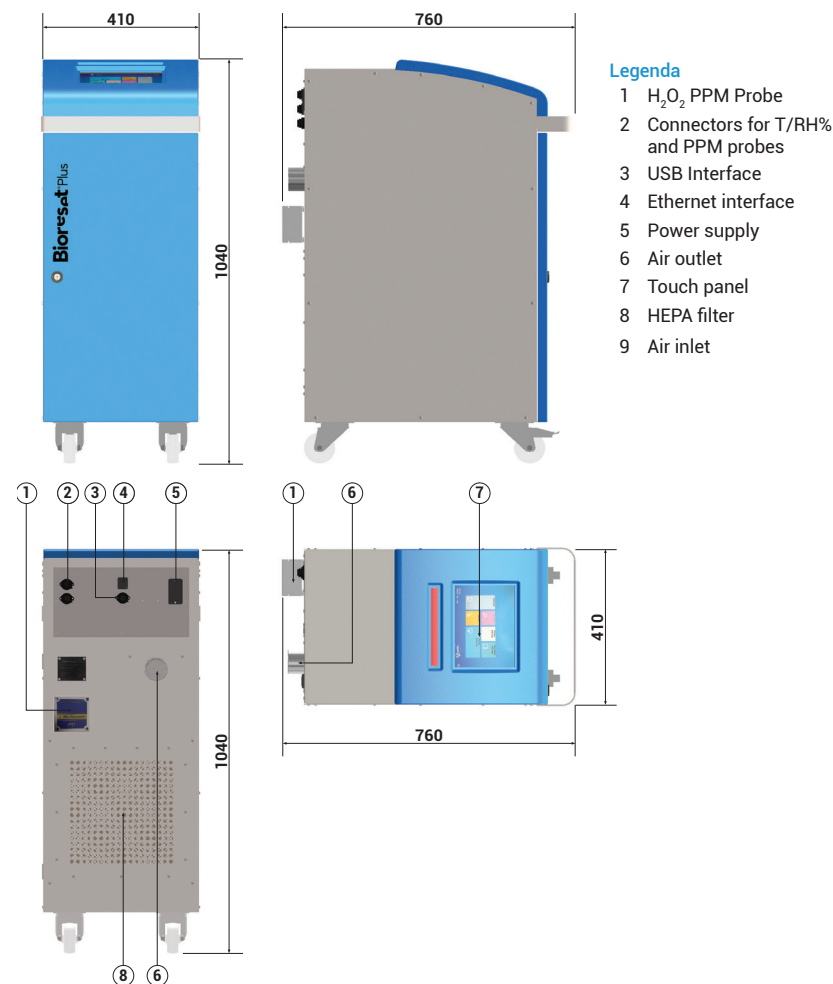 410
760
1040
Bioreset Plus
Legenda
1 H₂O₂ PPM Probe
2 Connectors for T/RH%
and PPM probes
3 USB Interface
4 Ethernet interface
5 Power supply
6 Air outlet
7 Touch panel
8 HEPA filter
9 Air inlet
1 2 3 4 5
1 6 7
1
1040
410
760
8 6